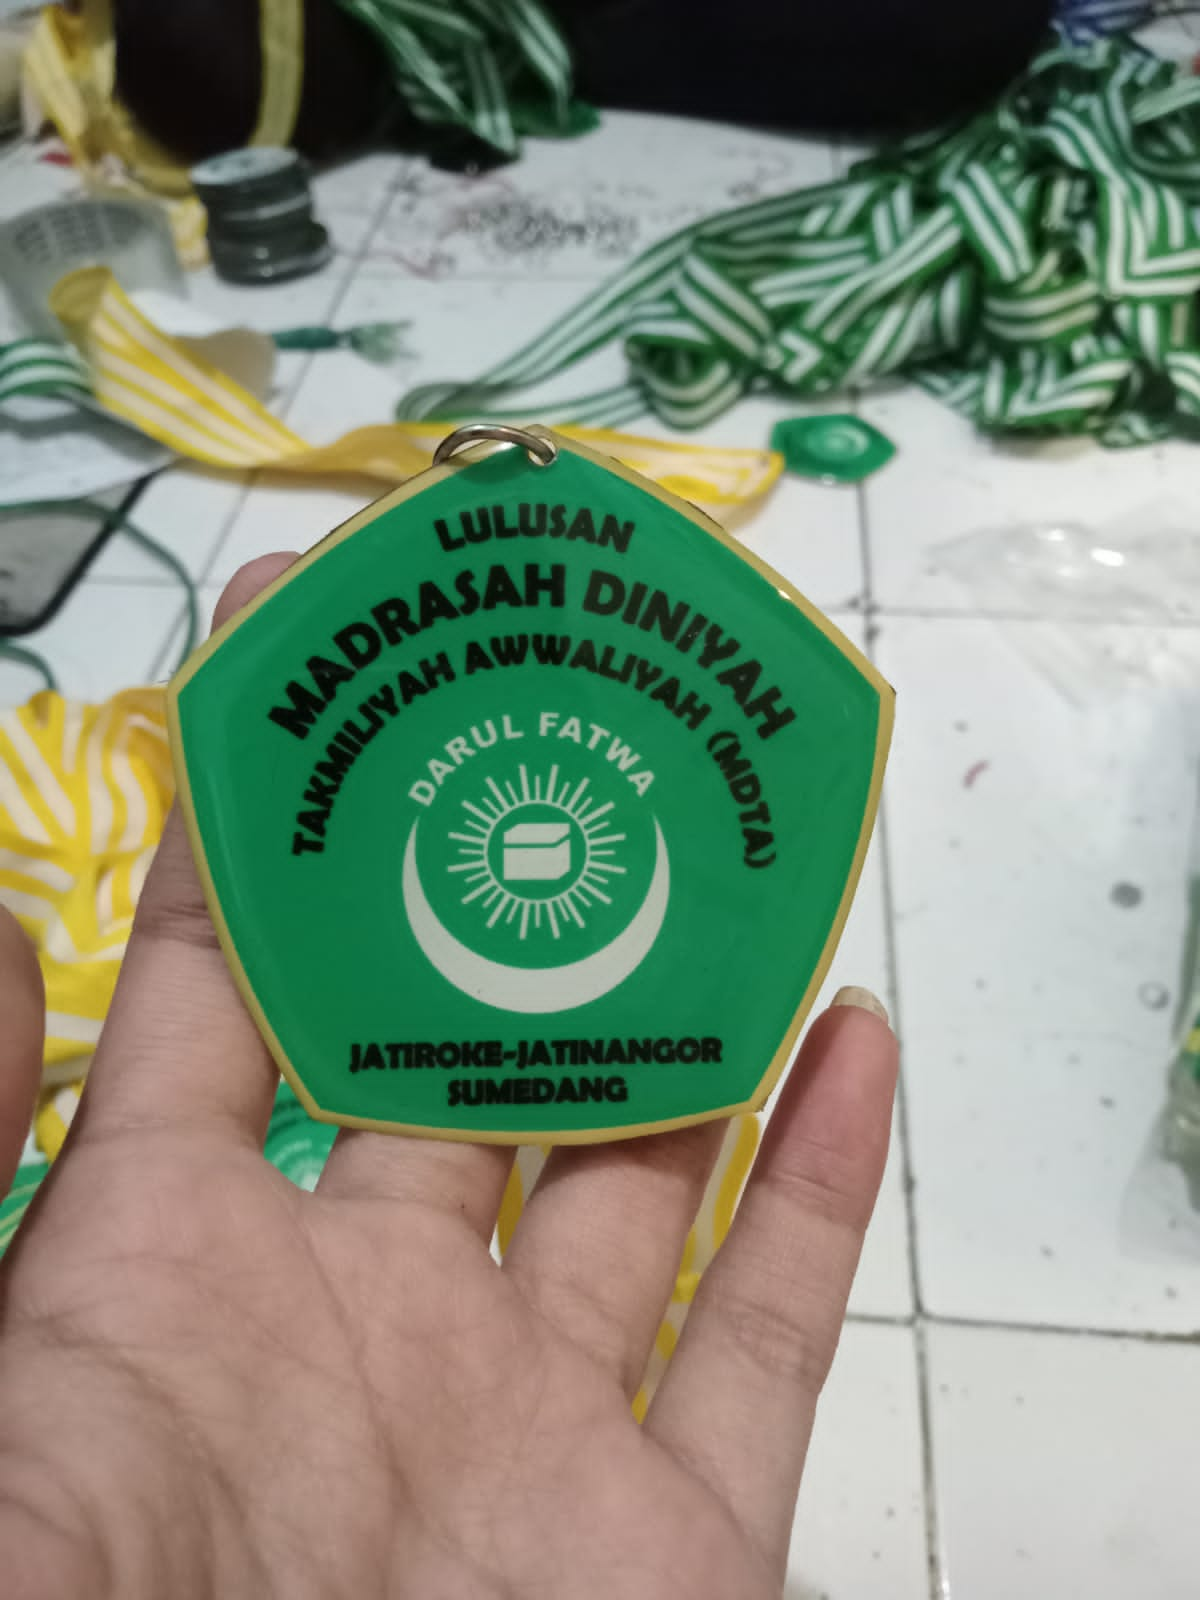 LULUSAN
MADRASAH DINIYAH
TAKMILIYAH AWWALIYAH (MDTA)
DARUL FATWA
JATIROKE-JATINANGOR
SUMEDANG